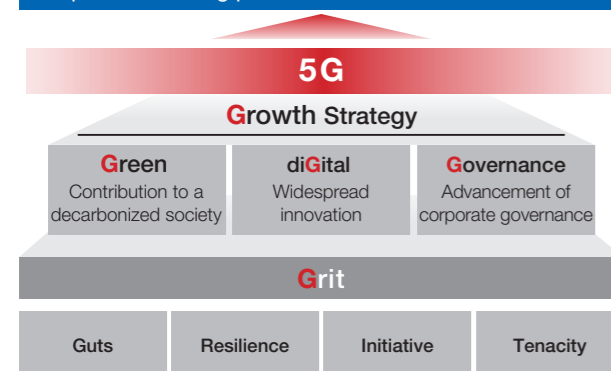 5G
Growth Strategy
Green
Contribution to a
decarbonized society
diGital
Widespread
innovation
Governance
Advancement of
corporate governance
Grit
Guts
Resilience
Initiative
Tenacity